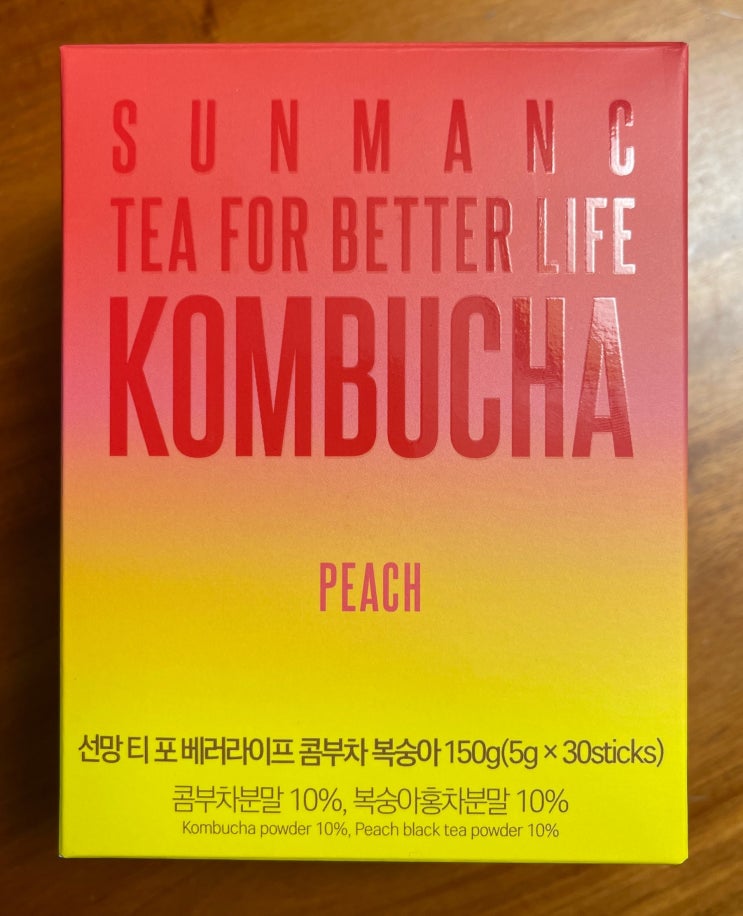 SUNMANC
TEA FOR BETTER LIFE
KOMBUCHA
PEACH
선망 티 포 베러라이프 콤부차 복숭아 150g(5g × 30sticks)
콤부차분말 10%, 복숭아홍차분말 10%
Kombucha powder 10%, Peach black tea powder 10%